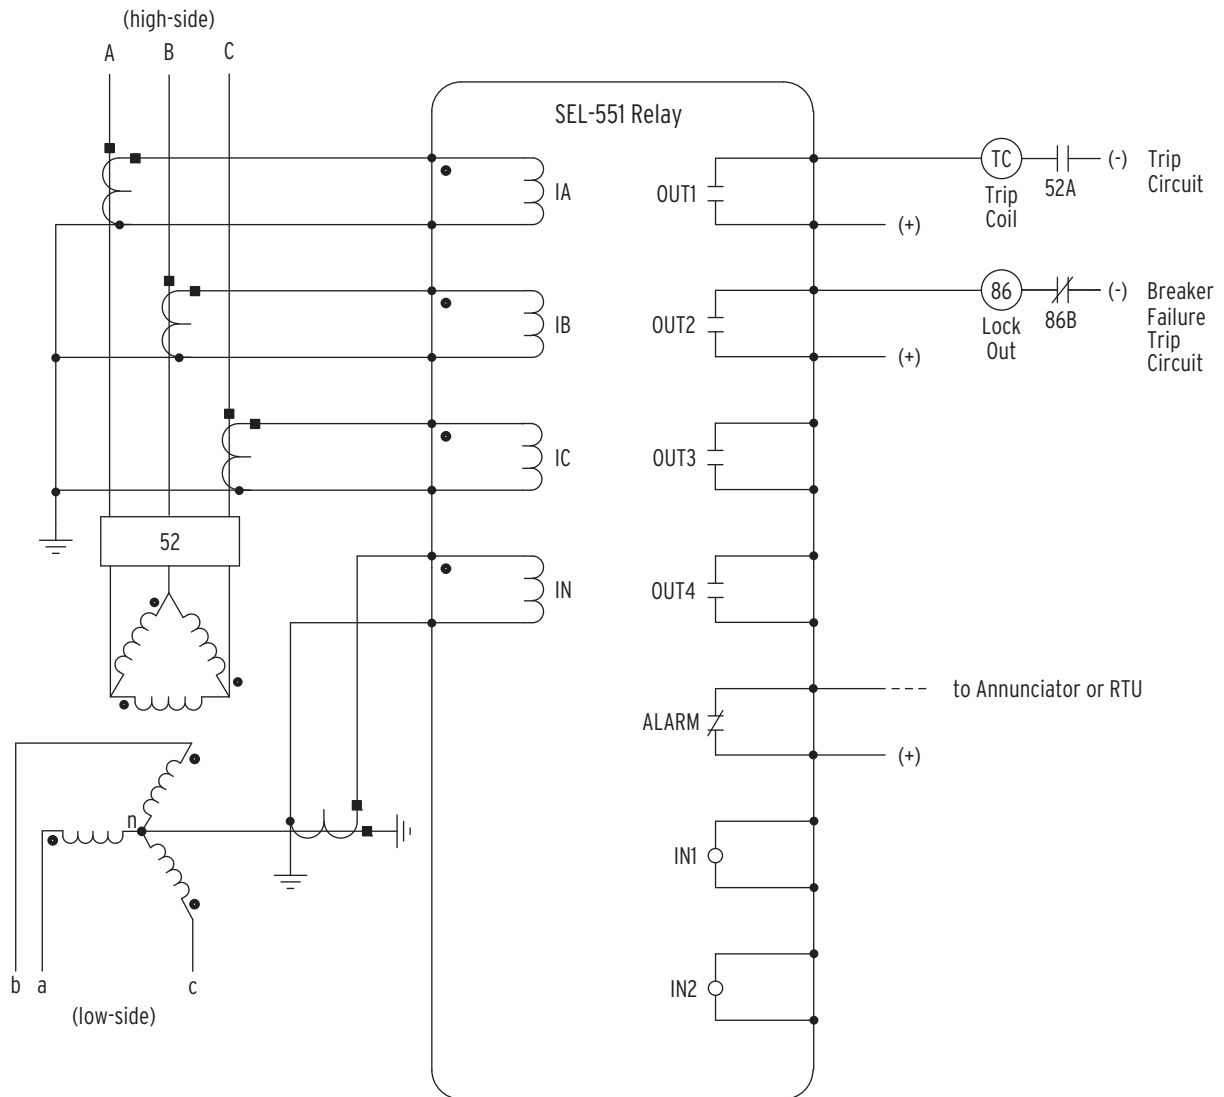 (high-side)
A B C
SEL-551 Relay
IA
OUT1
TC
Trip
Coil
52A
(-) Trip
Circuit
(+)
IB
OUT2
86
Lock
Out
86B
(-) Breaker
Failure
Trip
Circuit
(+)
IC
OUT3
52
IN
OUT4
ALARM
to Annunciator or RTU
(+)
n
IN1
IN2
b a c
(low-side)